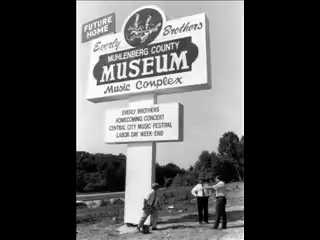 FUTURE
HOME
Everly Brothers
MUHLENBERG COUNTY
MUSEUM
Music Complex
EVERLY BROTHERS
HOMECOMING CONCERT
CENTRAL CITY MUSIC FESTIVAL
LABOR DAY WEEK-END